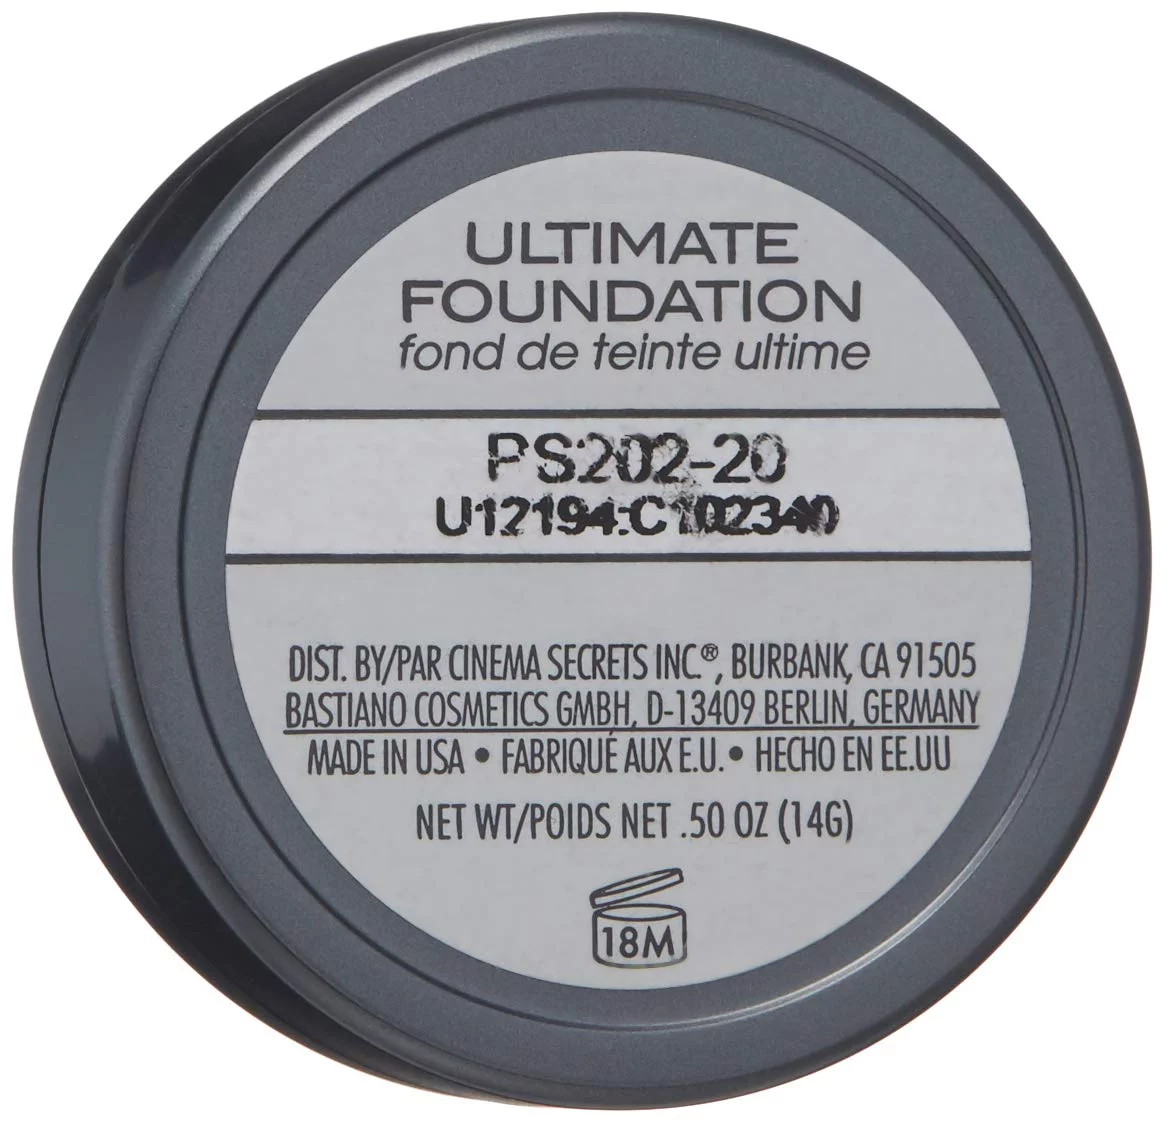 ULTIMATE
FOUNDATION
fond de teinte ultime
PS202-20
U12194:C102340
DIST. BY/PAR CINEMA SECRETS INC®, BURBANK, CA 91505
BASTIANO COSMETICS GMBH, D-13409 BERLIN, GERMANY
MADE IN USA • FABRIQUÉ AUX E.U. • HECHO EN EE.UU
NET WT/POIDS NET .50 OZ (14G)
18M